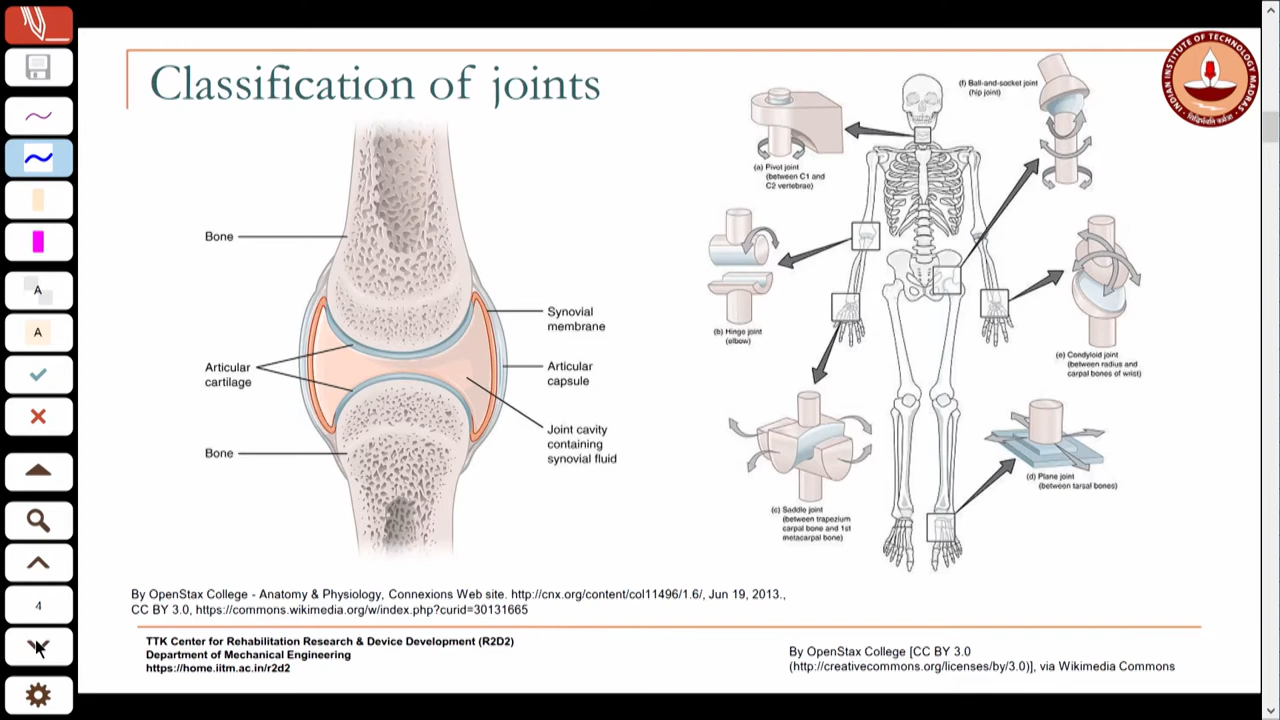 Classification of joints
Bone
Articular
cartilage
Bone
Synovial
membrane
Articular
capsule
Joint cavity
containing
synovial fluid
(a) Pivot joint
(between C1 and
C2 vertebrae)
(b) Hinge joint
(elbow)
(c) Saddle joint
(between trapezium
carpal bone and 1st
metacarpal bone)
(f) Ball-and-socket joint
(hip joint)
(e) Condyloid joint
(between radius and
carpal bones of wrist)
(d) Plane joint
(between tarsal bones)
INDIAN INSTITUTE OF TECHNOLOGY MADRAS
By OpenStax College - Anatomy & Physiology, Connexions Web site. http://cnx.org/content/col11496/1.6/, Jun 19, 2013.,
CC BY 3.0, https://commons.wikimedia.org/w/index.php?curid=30131665
TTK Center for Rehabilitation Research & Device Development (R2D2)
Department of Mechanical Engineering
https://home.iitm.ac.in/r2d2
By OpenStax College [CC BY 3.0
(http://creativecommons.org/licenses/by/3.0)], via Wikimedia Commons
A
A
4